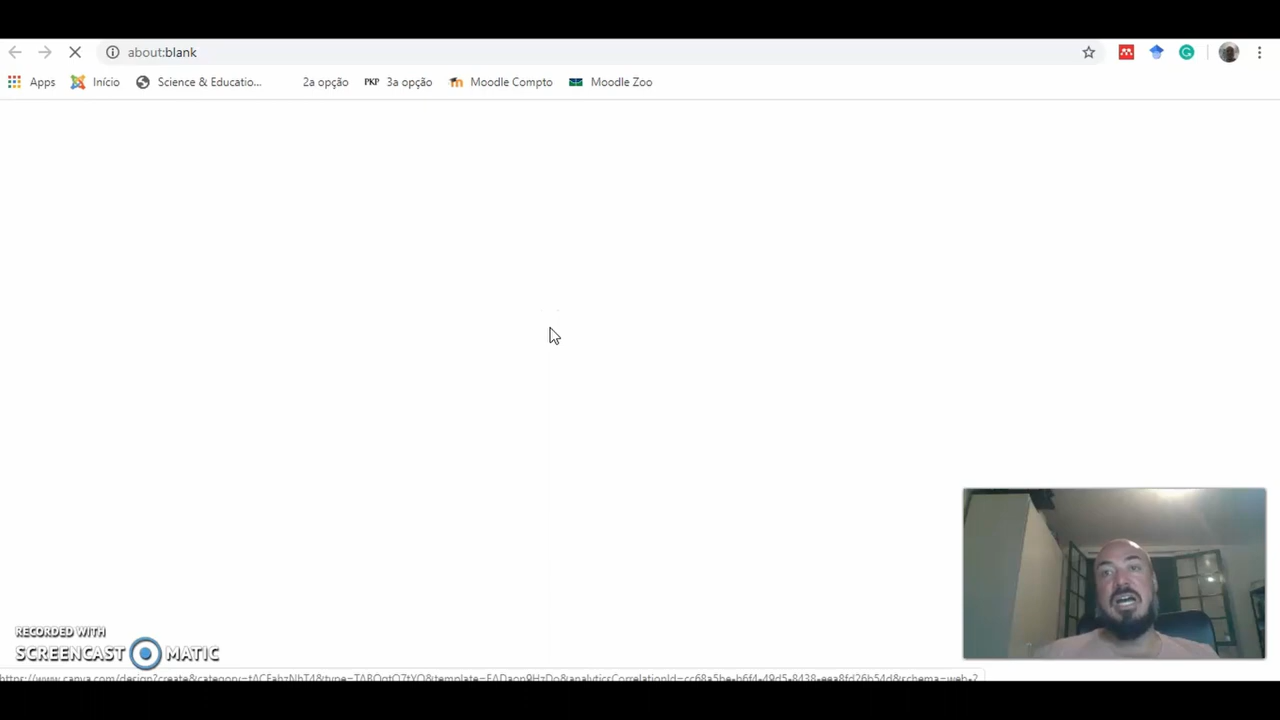 about:blank
Apps Início Science & Educatio... 2a opção PKP 3a opção Moodle Compto Moodle Zoo
RECORDED WITH
SCREENCAST MATIC